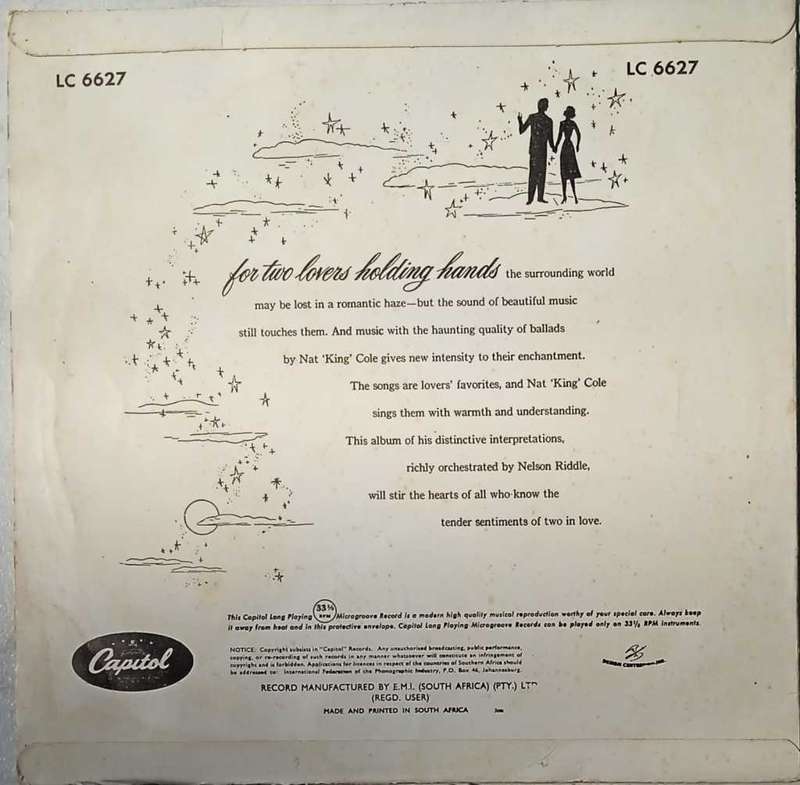 LC 6627
LC 6627
for two lovers holding hands the surrounding world
may be lost in a romantic haze—but the sound of beautiful music
still touches them. And music with the haunting quality of ballads
by Nat 'King' Cole gives new intensity to their enchantment.
The songs are lovers' favorites, and Nat 'King' Cole
sings them with warmth and understanding.
This album of his distinctive interpretations,
richly orchestrated by Nelson Riddle,
will stir the hearts of all who know the
tender sentiments of two in love.
This Capitol Long Playing 33⅓ RPM Microgroove Record is a modern high quality musical reproduction worthy of your special care. Always keep
it away from heat and in this protective envelope. Capitol Long Playing Microgroove Records can be played only on 33⅓ RPM instruments.
Capitol
NOTICE: Copyright subsists in "Capitol" Records. Any unauthorised broadcasting, public performance,
copying, or re-recording of such records in any manner whatsoever will constitute an infringement of
copyright and is forbidden. Applications for licences in respect of the countries of Southern Africa should
be addressed to: International Federation of the Phonographic Industry, P.O. Box 46, Johannesburg.
RECORD MANUFACTURED BY E.M.I. (SOUTH AFRICA) (PTY.) LTD
(REGD. USER)
MADE AND PRINTED IN SOUTH AFRICA